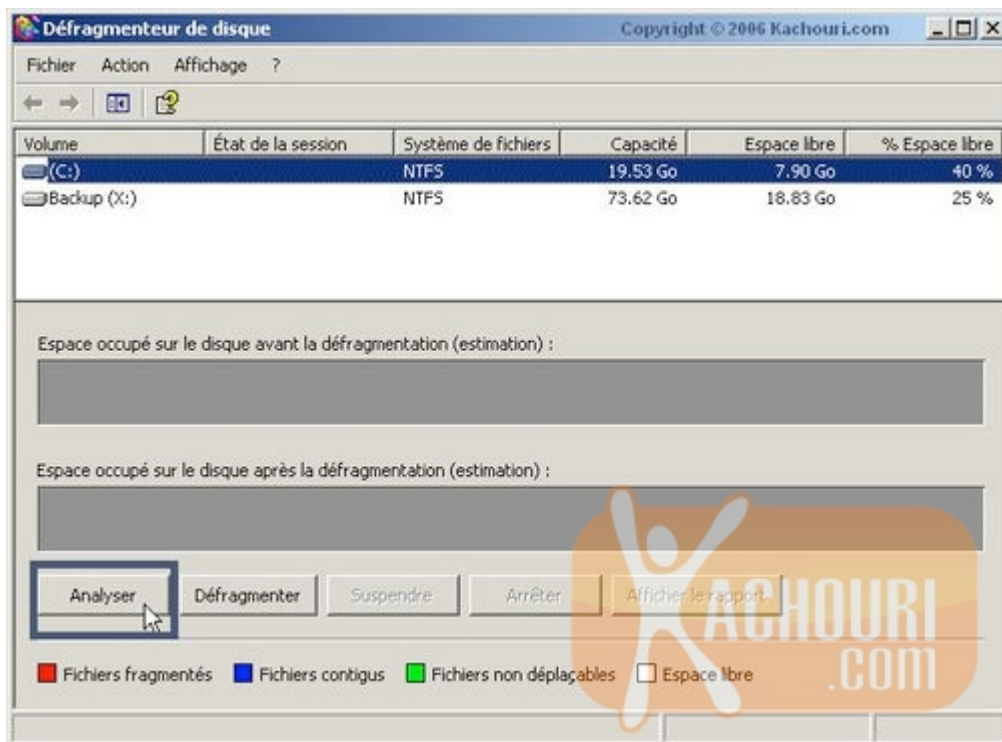 Défragmenteur de disque Copyright © 2006 Kachouri.com
Fichier Action Affichage ?
Volume État de la session Système de fichiers Capacité Espace libre % Espace libre
(C:) NTFS 19.53 Go 7.90 Go 40 %
Backup (X:) NTFS 73.62 Go 18.83 Go 25 %
Espace occupé sur le disque avant la défragmentation (estimation) :
Espace occupé sur le disque après la défragmentation (estimation) :
Analyser Défragmenter Suspendre Arrêter Afficher le rapport
KACHOURI
.com
Fichiers fragmentés Fichiers contigus Fichiers non déplaçables Espace libre